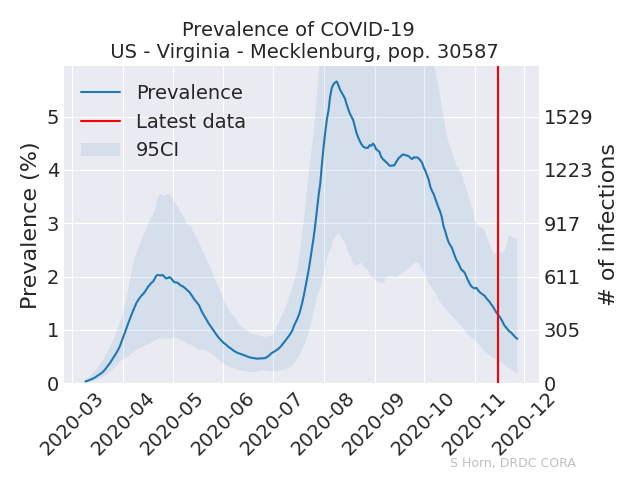 Prevalence of COVID-19
US - Virginia - Mecklenburg, pop. 30587
Prevalence
Latest data
95CI
Prevalence (%)
5
4
3
2
1
0
1529
1223
917
611
305
0
# of infections
2020-03
2020-04
2020-05
2020-06
2020-07
2020-08
2020-09
2020-10
2020-11
2020-12
S Horn, DRDC CORA